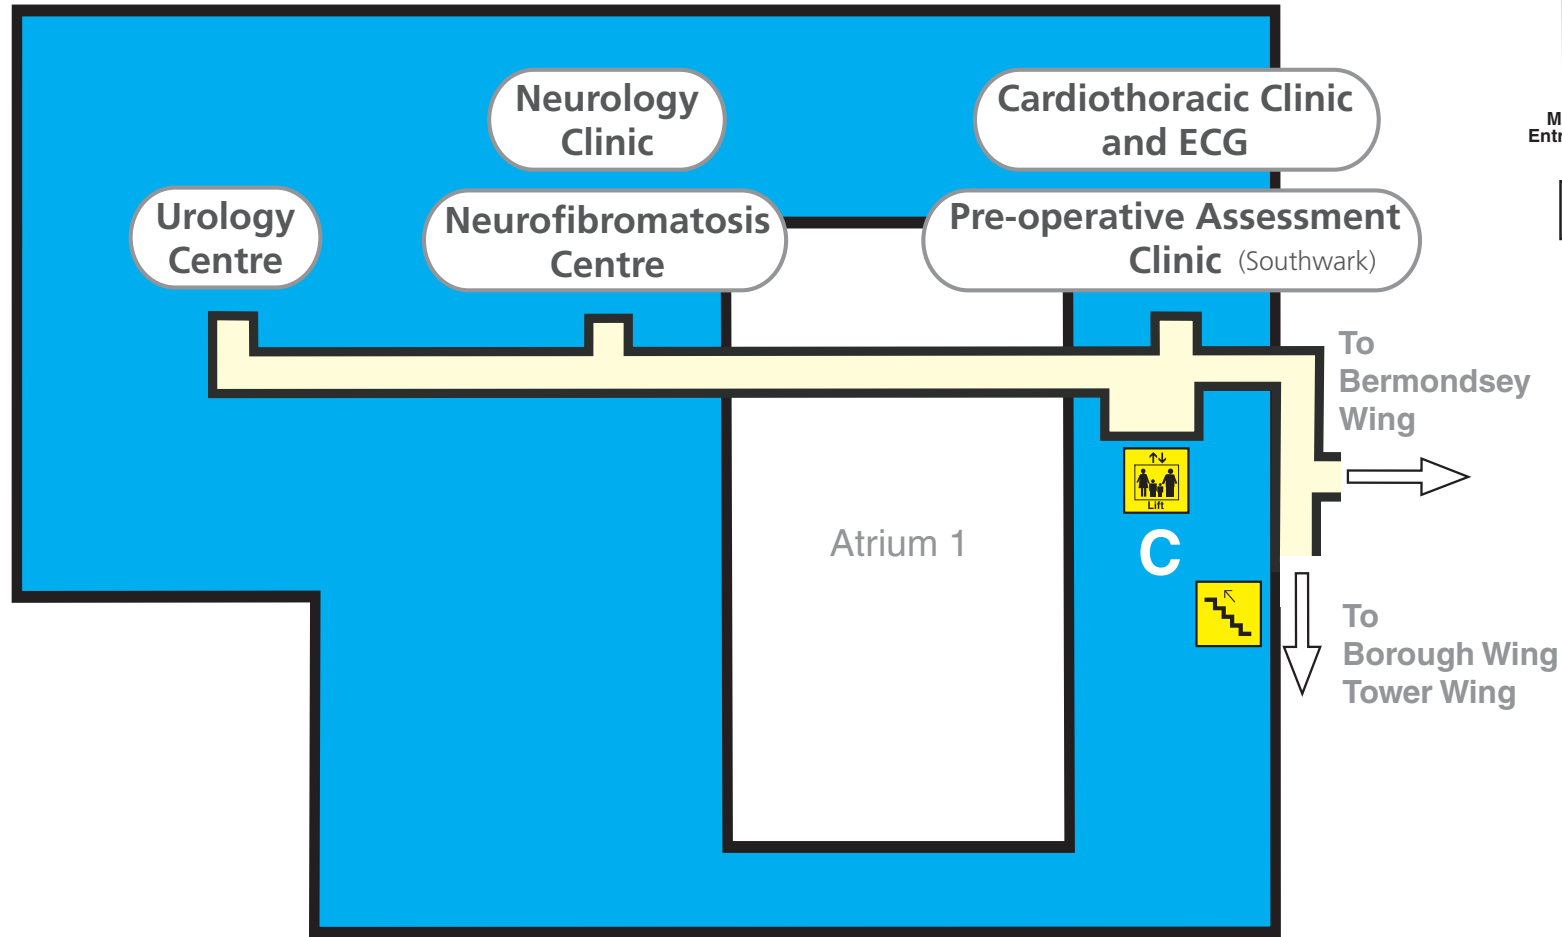 Neurology
Clinic
Cardiothoracic Clinic
and ECG
Urology
Centre
Neurofibromatosis
Centre
Pre-operative Assessment
Clinic (Southwark)
To
Bermondsey
Wing
Lift
C
Atrium 1
To
Borough Wing
Tower Wing